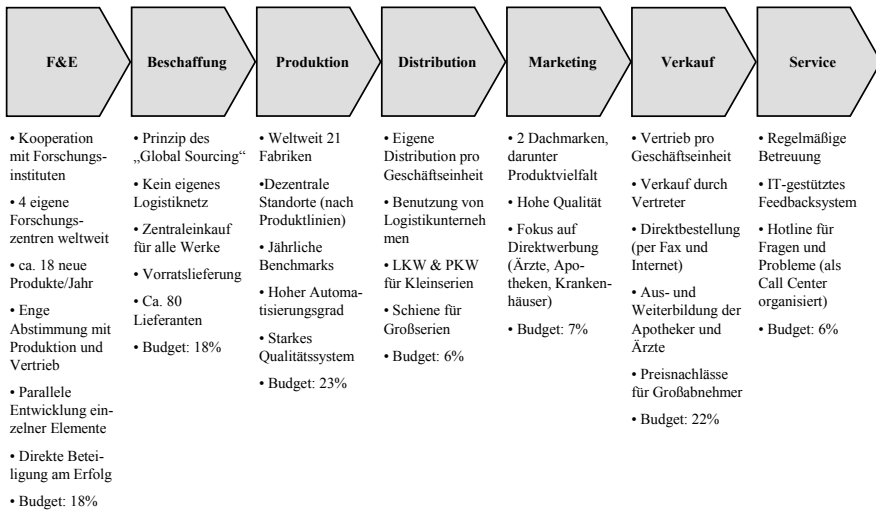 F&E
Beschaffung
Produktion
Distribution
Marketing
Verkauf
Service
• Kooperation
mit Forschungs-
instituten
• 4 eigene
Forschungs-
zentren weltweit
• ca. 18 neue
Produkte/Jahr
• Enge
Abstimmung mit
Produktion und
Vertrieb
• Parallele
Entwicklung ein-
zelner Elemente
• Direkte Betei-
ligung am Erfolg
• Budget: 18%
• Prinzip des
„Global Sourcing“
• Kein eigenes
Logistiknetz
• Zentraleinkauf
für alle Werke
• Vorratslieferung
• Ca. 80
Lieferanten
• Budget: 18%
• Weltweit 21
Fabriken
•Dezentrale
Standorte (nach
Produktlinien)
• Jährliche
Benchmarks
• Hoher Automa-
tisierungsgrad
• Starkes
Qualitätssystem
• Budget: 23%
• Eigene
Distribution pro
Geschäftseinheit
• Benutzung von
Logistikunterneh
men
• LKW & PKW
für Kleinserien
• Schiene für
Großserien
• Budget: 6%
• 2 Dachmarken,
darunter
Produktvielfalt
• Hohe Qualität
• Fokus auf
Direktwerbung
(Ärzte, Apo-
theken, Kranken-
häuser)
• Budget: 7%
• Vertrieb pro
Geschäftseinheit
• Verkauf durch
Vertreter
• Direktbestellung
(per Fax und
Internet)
• Aus- und
Weiterbildung der
Apotheker und
Ärzte
• Preisnachlässe
für Großabnehmer
• Budget: 22%
• Regelmäßige
Betreuung
• IT-gestütztes
Feedbacksystem
• Hotline für
Fragen und
Probleme (als
Call Center
organisiert)
• Budget: 6%